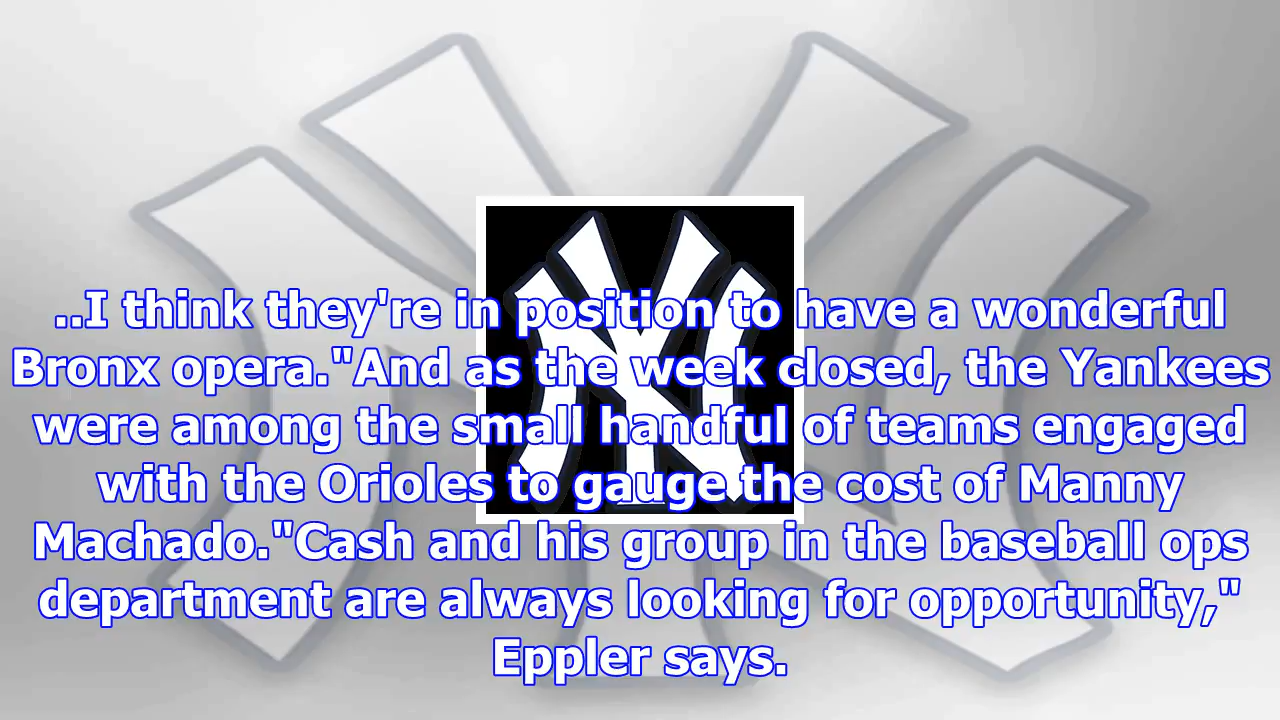 ..I think they're in position to have a wonderful
Bronx opera."And as the week closed, the Yankees
were among the small handful of teams engaged
with the Orioles to gauge the cost of Manny
Machado."Cash and his group in the baseball ops
department are always looking for opportunity,"
Eppler says.